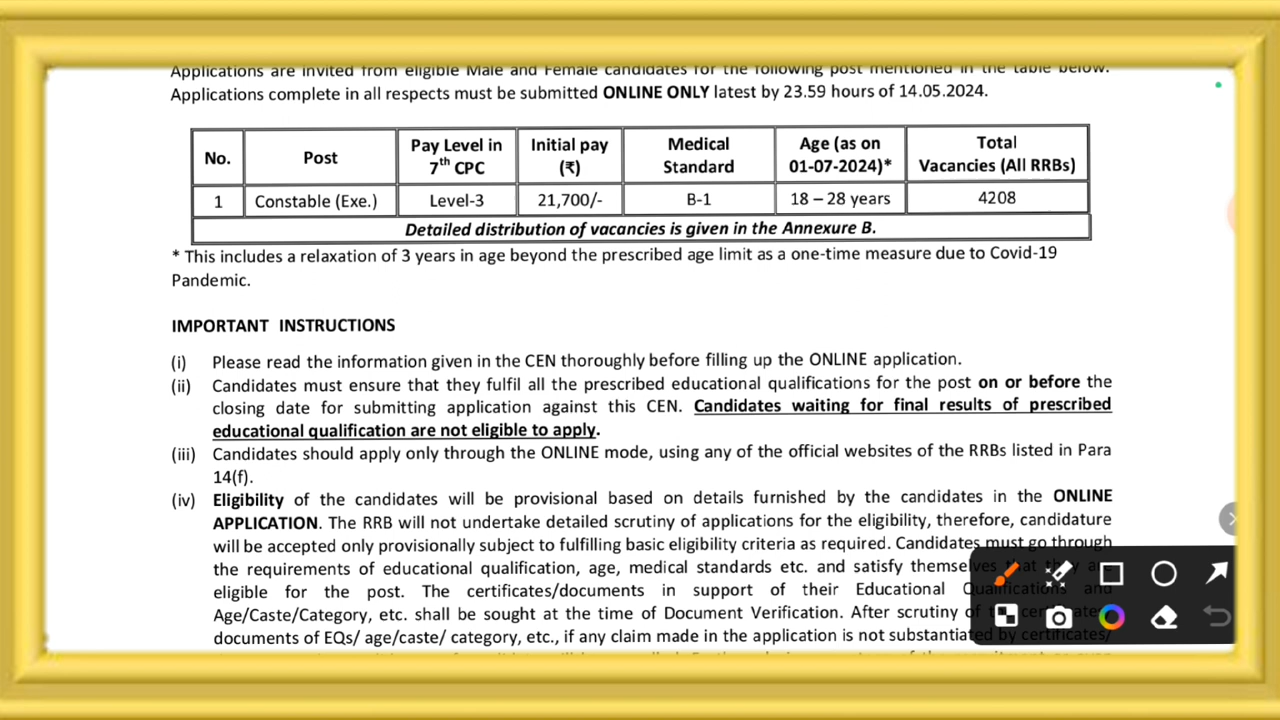 Applications are invited from eligible Male and Female candidates for the following post mentioned in the table below.
Applications complete in all respects must be submitted ONLINE ONLY latest by 23.59 hours of 14.05.2024.
No. Post Pay Level in 7th CPC Initial pay (₹) Medical Standard Age (as on 01-07-2024)* Total Vacancies (All RRBs)
1 Constable (Exe.) Level-3 21,700/- B-1 18 – 28 years 4208
Detailed distribution of vacancies is given in the Annexure B.
* This includes a relaxation of 3 years in age beyond the prescribed age limit as a one-time measure due to Covid-19
Pandemic.
IMPORTANT INSTRUCTIONS
(i) Please read the information given in the CEN thoroughly before filling up the ONLINE application.
(ii) Candidates must ensure that they fulfil all the prescribed educational qualifications for the post on or before the
closing date for submitting application against this CEN. Candidates waiting for final results of prescribed
educational qualification are not eligible to apply.
(iii) Candidates should apply only through the ONLINE mode, using any of the official websites of the RRBs listed in Para
14(f).
(iv) Eligibility of the candidates will be provisional based on details furnished by the candidates in the ONLINE
APPLICATION. The RRB will not undertake detailed scrutiny of applications for the eligibility, therefore, candidature
will be accepted only provisionally subject to fulfilling basic eligibility criteria as required. Candidates must go through
the requirements of educational qualification, age, medical standards etc. and satisfy themselves that they are
eligible for the post. The certificates/documents in support of their Educational Qualifications and
Age/Caste/Category, etc. shall be sought at the time of Document Verification. After scrutiny of
documents of EQs/ age/caste/ category, etc., if any claim made in the application is not substantiated by certificates/